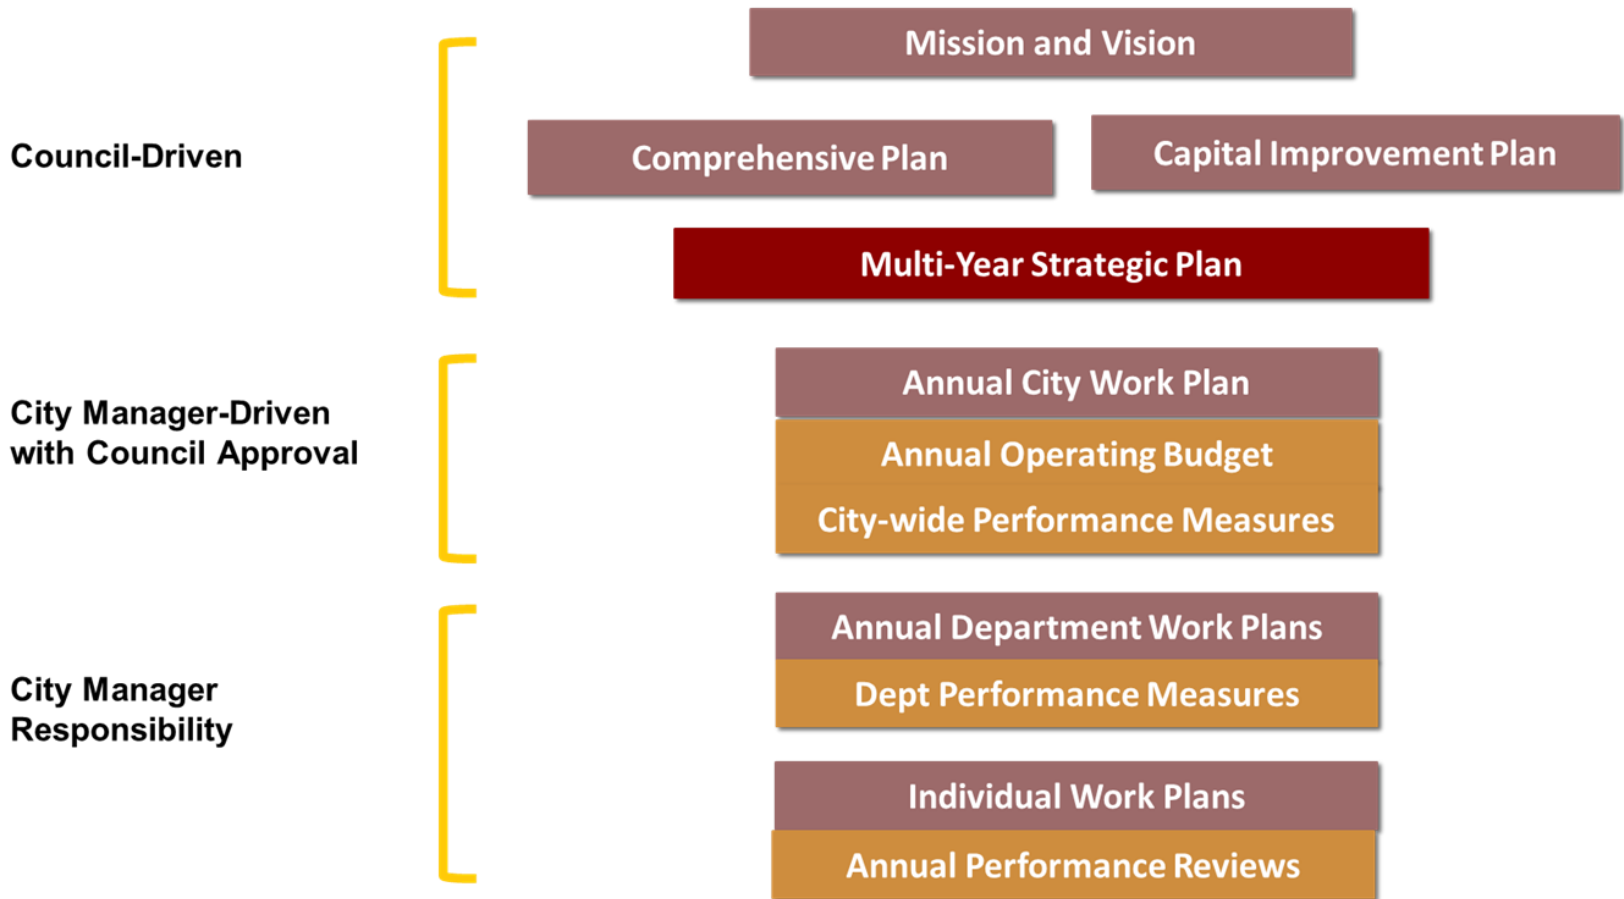 Mission and Vision
Council-Driven
Comprehensive Plan
Capital Improvement Plan
Multi-Year Strategic Plan
City Manager-Driven
with Council Approval
Annual City Work Plan
Annual Operating Budget
City-wide Performance Measures
City Manager
Responsibility
Annual Department Work Plans
Dept Performance Measures
Individual Work Plans
Annual Performance Reviews